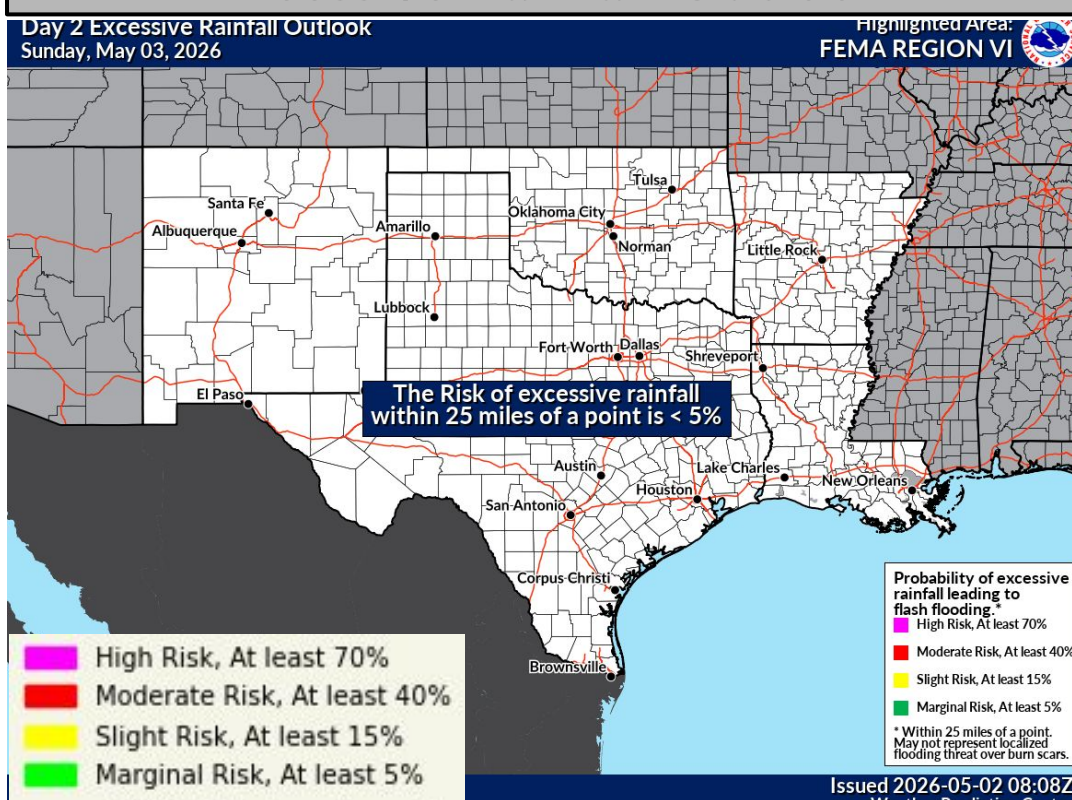 Day 2 Excessive Rainfall Outlook
Sunday, May 03, 2026
Highlighted Area:
FEMA REGION VI
Tulsa
Santa Fe
Oklahoma City
Albuquerque
Amarillo
Norman
Little Rock
Lubbock
Fort Worth
Dallas
Shreveport
El Paso
The Risk of excessive rainfall
within 25 miles of a point is < 5%
Austin
Lake Charles
New Orleans
Houston
San Antonio
Corpus Christi
Brownsville
Probability of excessive
rainfall leading to
flash flooding.*
High Risk, At least 70%
Moderate Risk, At least 40%
Slight Risk, At least 15%
Marginal Risk, At least 5%
* Within 25 miles of a point.
May not represent localized
flooding threat over burn scars.
High Risk, At least 70%
Moderate Risk, At least 40%
Slight Risk, At least 15%
Marginal Risk, At least 5%
Issued 2026-05-02 08:08Z